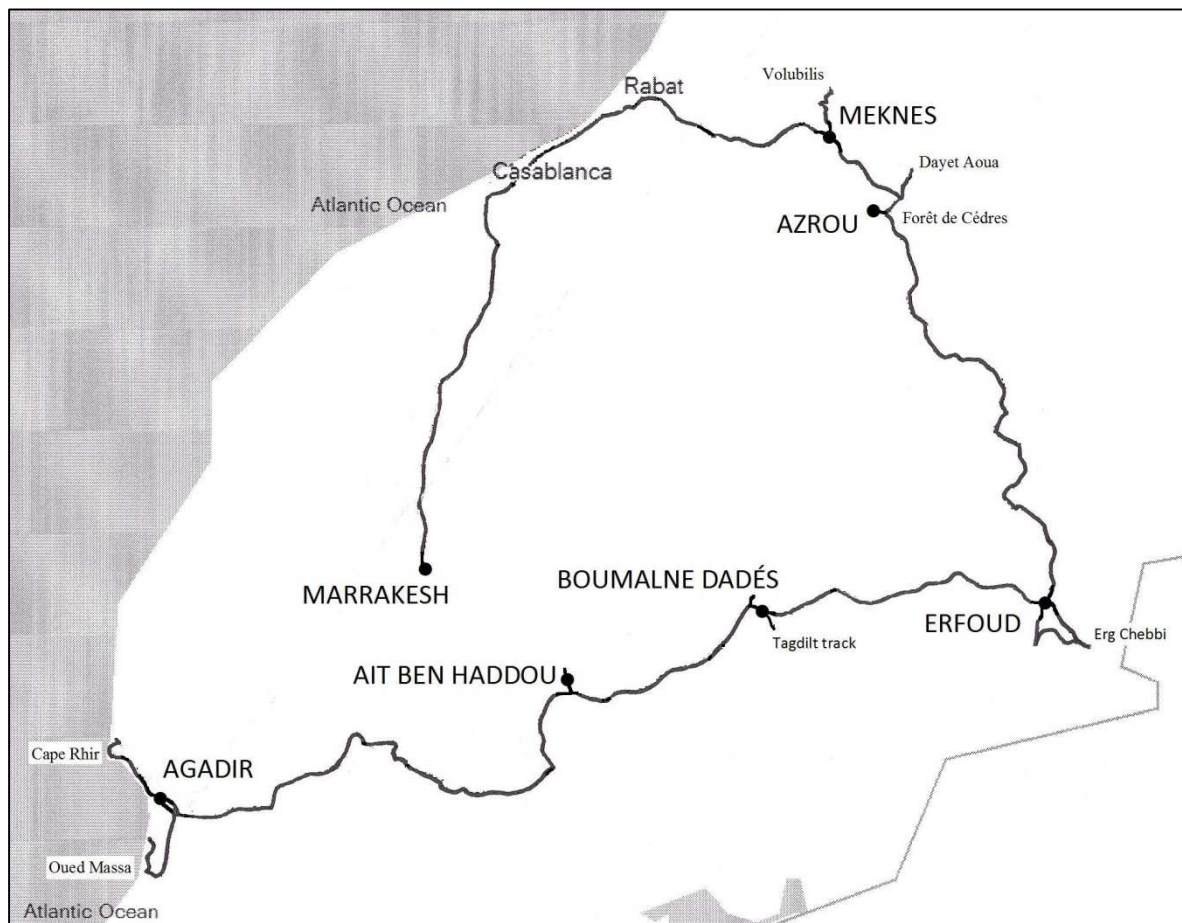 Volubilis
Rabat
MEKNES
Dayet Aoua
Casablanca
Atlantic Ocean
AZROU
Forêt de Cédres
MARRAKESH
BOUMALNE DADÉS
ERFOUD
Erg Chebbi
Tagdilt track
AIT BEN HADDOU
Cape Rhir
AGADIR
Oued Massa
Atlantic Ocean